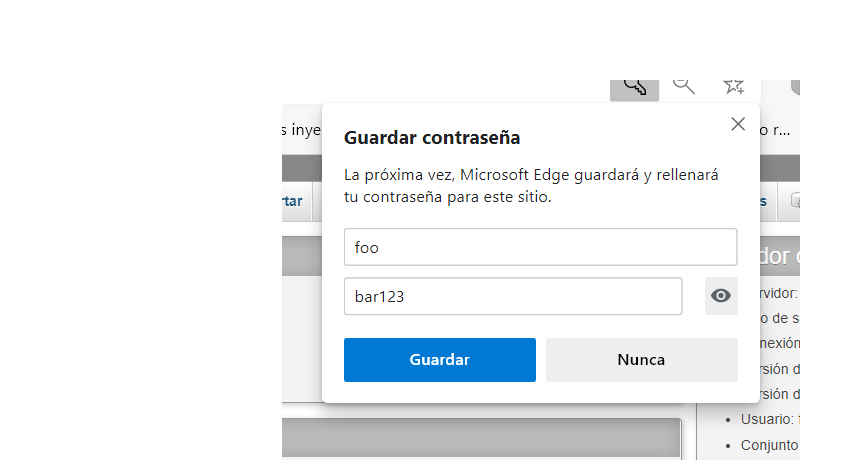 s inye
o r...
Guardar contraseña
La próxima vez, Microsoft Edge guardará y rellenará
tu contraseña para este sitio.
rtar
s
foo
dor
bar123
rvidor:
o de s
nexión
Guardar
Nunca
rsión d
rsión d
Usuario:
Conjunto